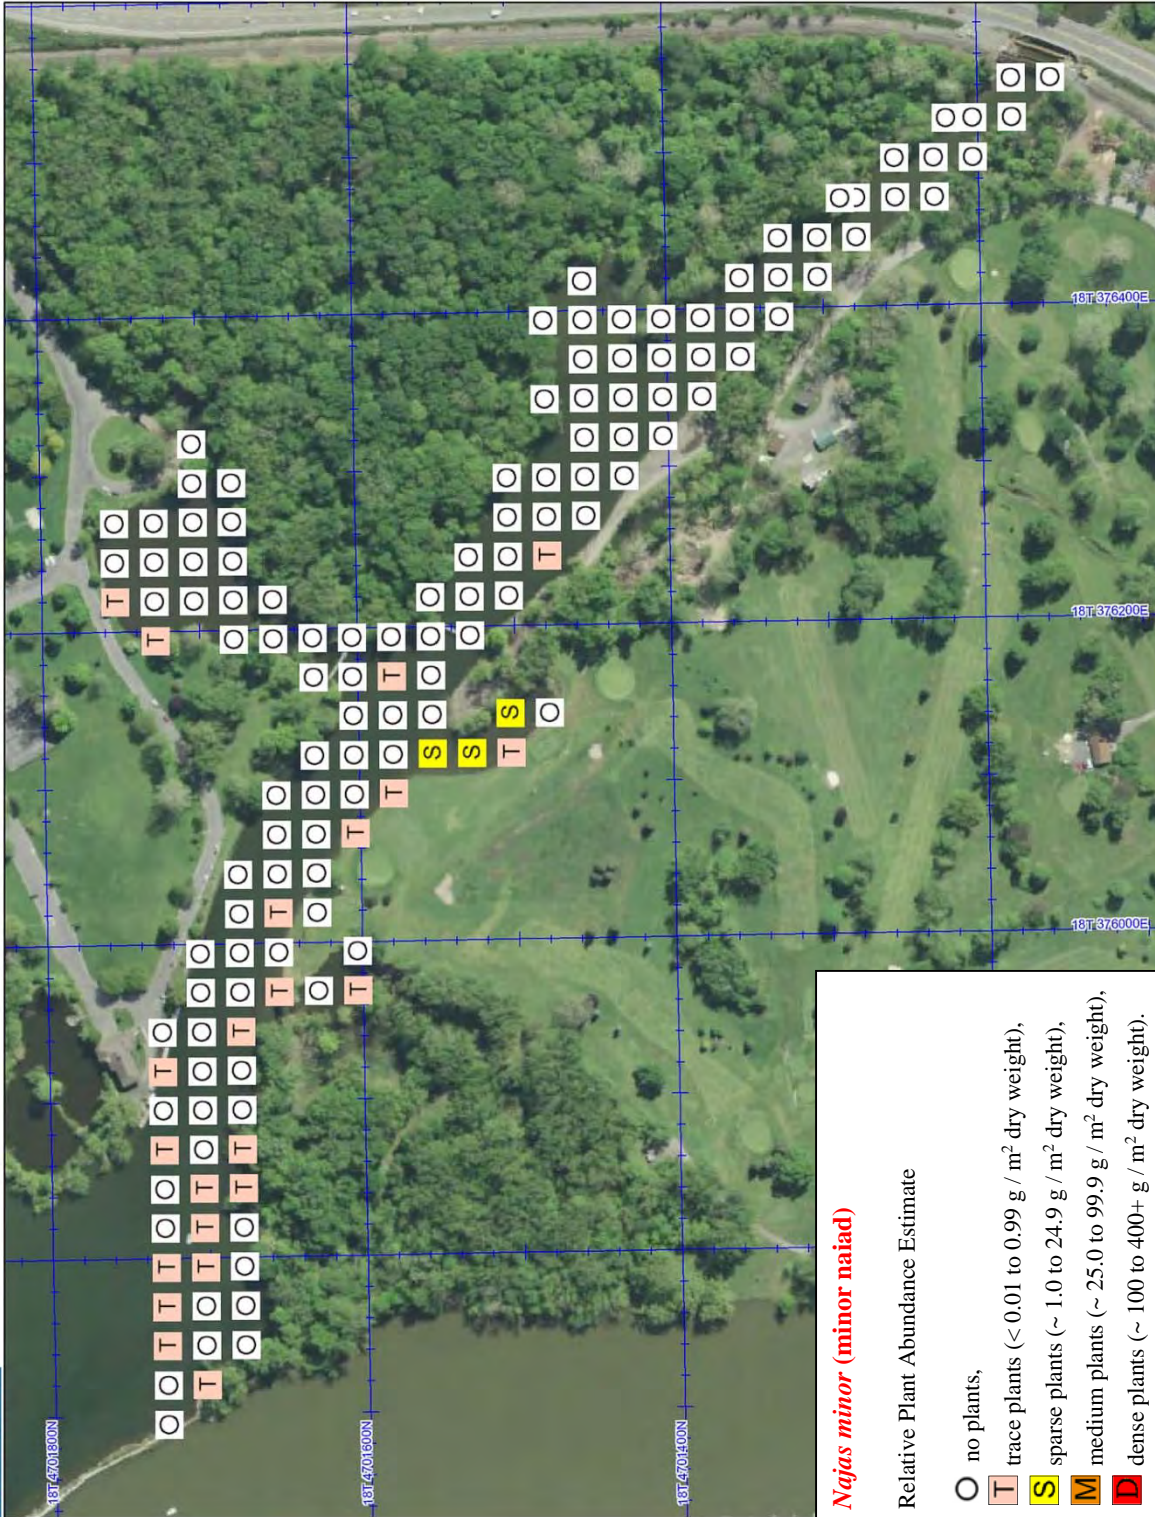 18T 4701800N
T O O
T O O O
O O T T T O O T O T O
O O O O O
T O O T T T O O O O O O
O O O O O
O O O O T T O O T O O O O
T O T O O O O O
O O O O O O O O
T O T O O O O O
18T 4701600N
T O O T O
S O O O O
S O O O
T S O O O O
O T O O O O
O O O O O O O
O O O O O
O O O O
18T 4701400N
O O O
O O O
O O O
O O
O
O O
O O
O O
O
O O
O O
O
18T 376000E
18T 376200E
18T 376400E
Najas minor (minor naiad)
Relative Plant Abundance Estimate
O no plants,
T trace plants (< 0.01 to 0.99 g / m² dry weight),
S sparse plants (~ 1.0 to 24.9 g / m² dry weight),
M medium plants (~ 25.0 to 99.9 g / m² dry weight),
D dense plants (~ 100 to 400+ g / m² dry weight).